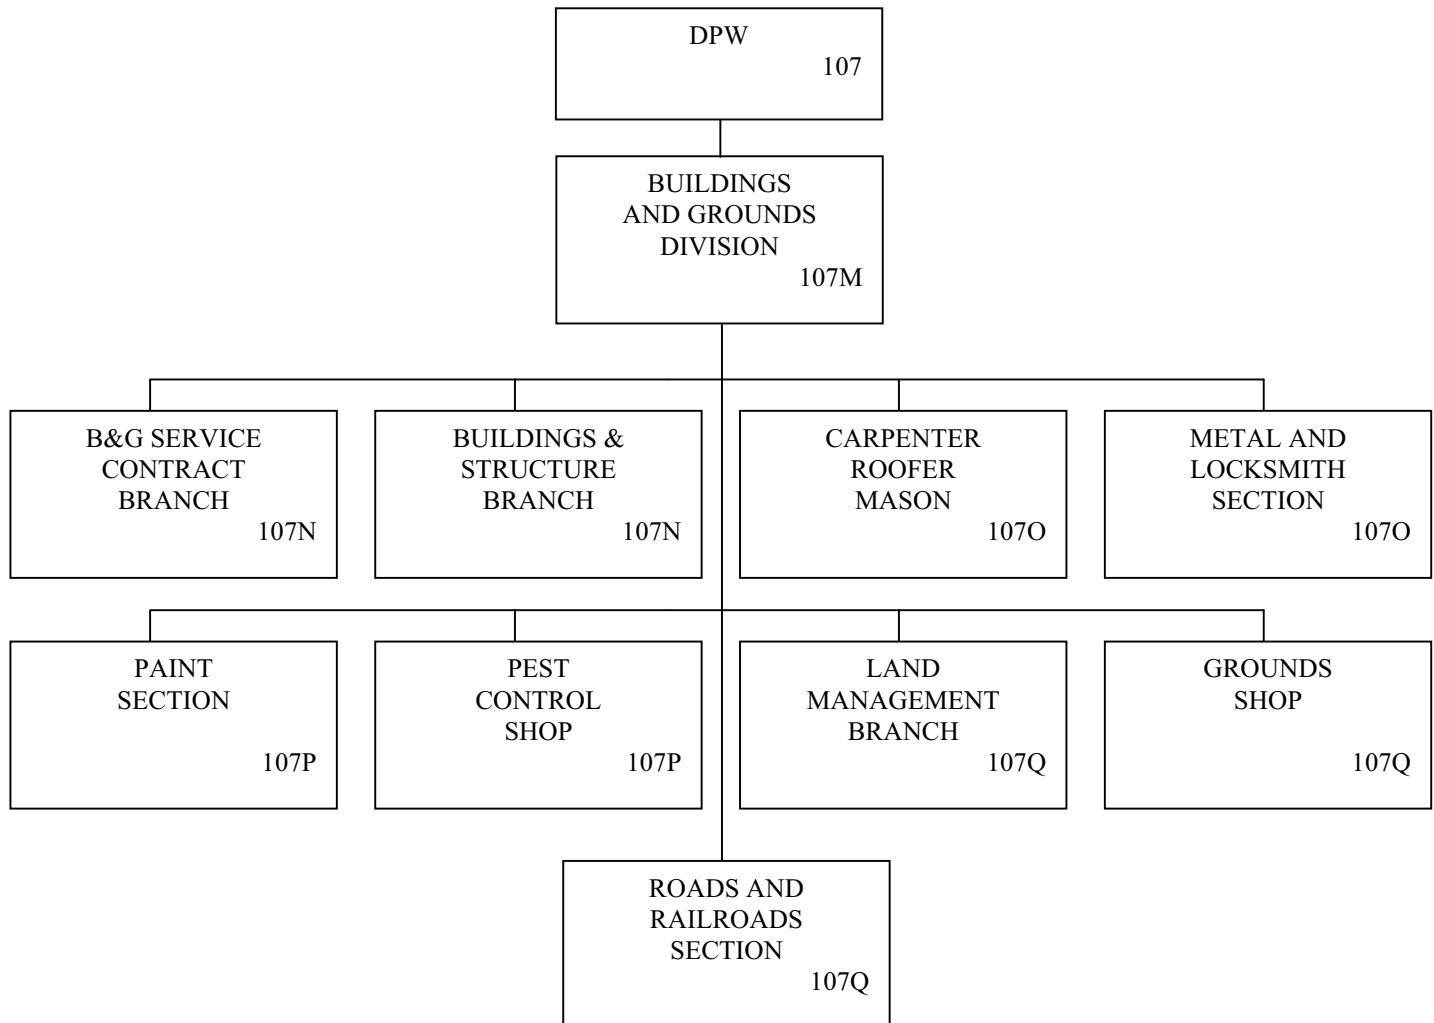 DPW
107
BUILDINGS
AND GROUNDS
DIVISION
107M
B&G SERVICE
CONTRACT
BRANCH
107N
BUILDINGS &
STRUCTURE
BRANCH
107N
CARPENTER
ROOFER
MASON
107O
METAL AND
LOCKSMITH
SECTION
107O
PAINT
SECTION
107P
PEST
CONTROL
SHOP
107P
LAND
MANAGEMENT
BRANCH
107Q
GROUNDS
SHOP
107Q
ROADS AND
RAILROADS
SECTION
107Q